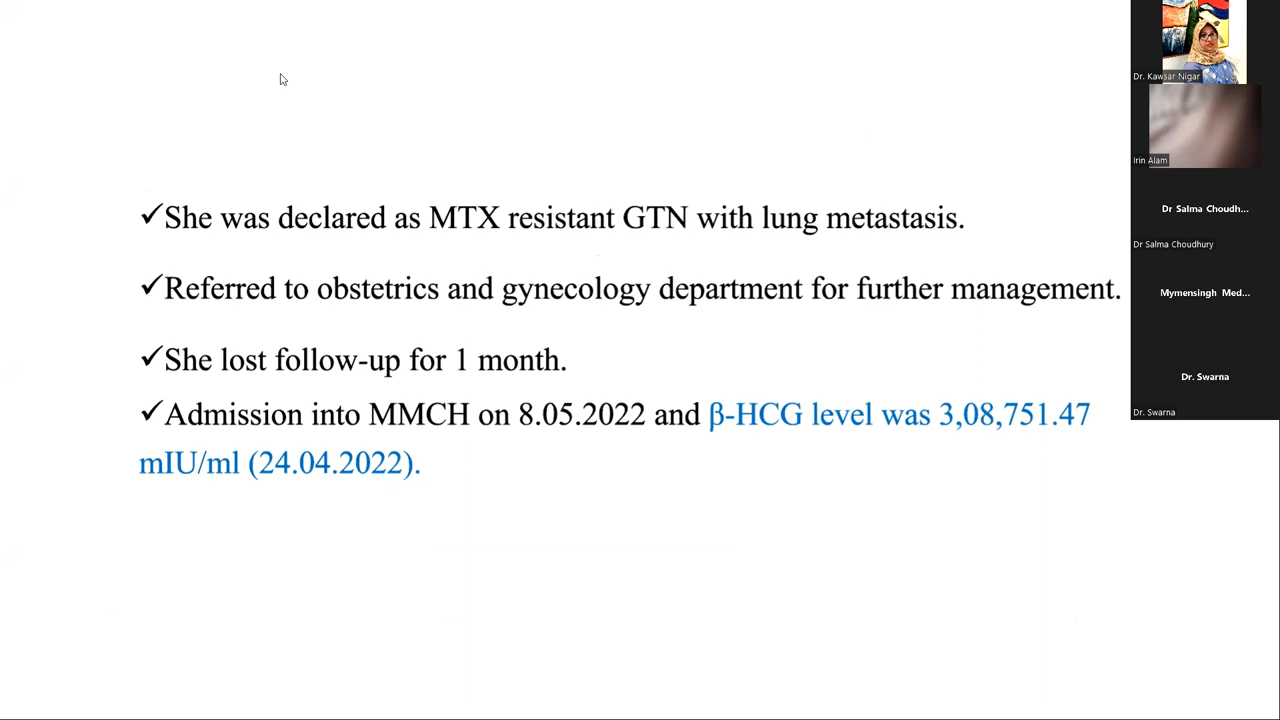 ✓She was declared as MTX resistant GTN with lung metastasis.
✓Referred to obstetrics and gynecology department for further management.
✓She lost follow-up for 1 month.
✓Admission into MMCH on 8.05.2022 and β-HCG level was 3,08,751.47
mIU/ml (24.04.2022).
Dr. Kawsar Nigar
Irin Alam
Dr Salma Choudh...
Dr Salma Choudhury
Mymensingh Med...
Dr. Swarna
Dr. Swarna